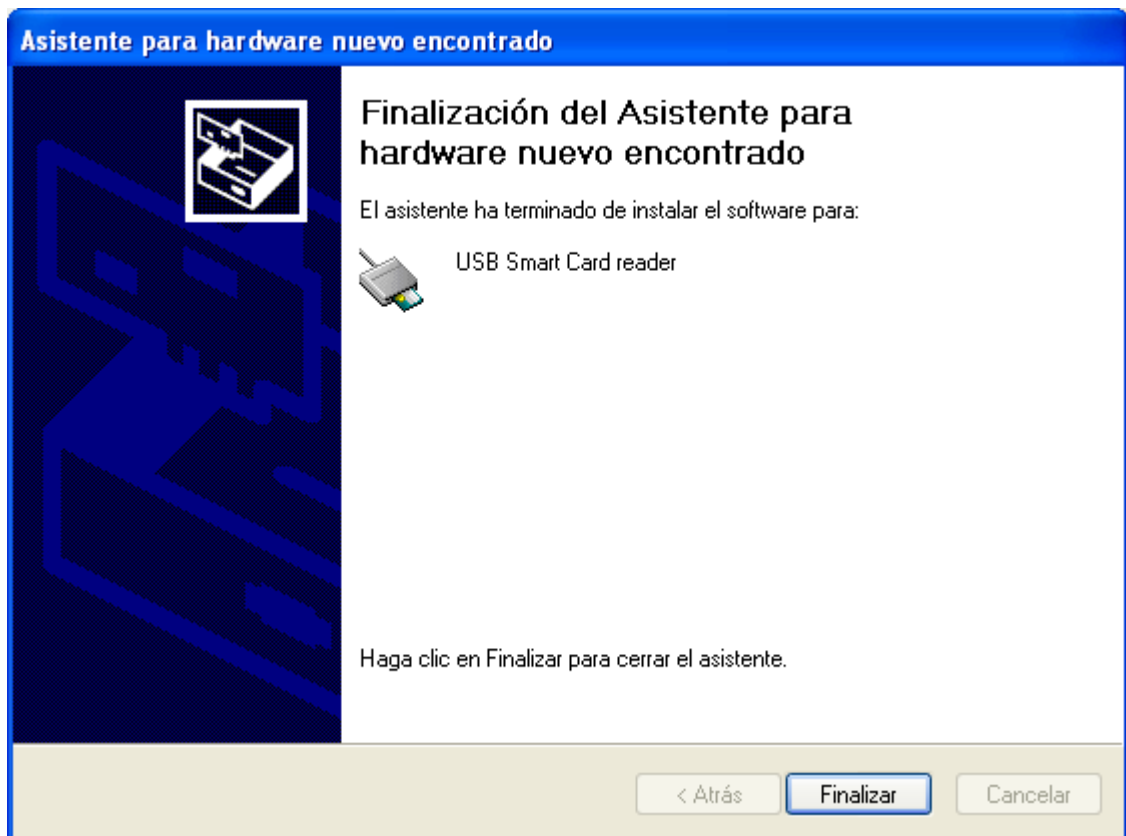 Asistente para hardware nuevo encontrado
Finalización del Asistente para
hardware nuevo encontrado
El asistente ha terminado de instalar el software para:
USB Smart Card reader
Haga clic en Finalizar para cerrar el asistente.
< Atrás
Finalizar
Cancelar